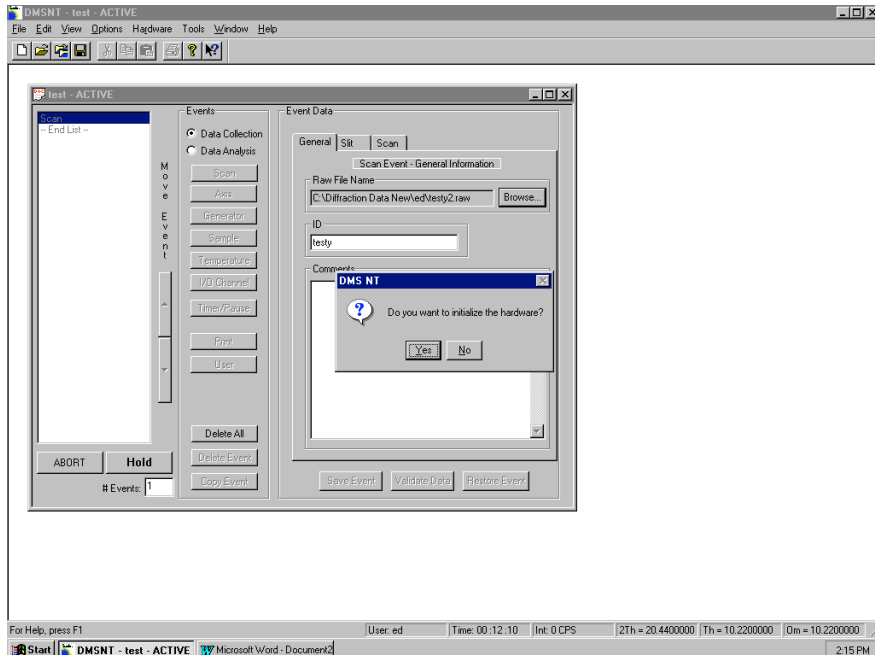 DMSNT - test - ACTIVE
File Edit View Options Hardware Tools Window Help
test - ACTIVE
Scan
-- End List --
Move Event
ABORT
Hold
# Events: 1
Events
Data Collection
Data Analysis
Scan
Axis
Generator
Sample
Temperature
I/O Channel
Timer/Pause
Print
User
Delete All
Delete Event
Copy Event
Event Data
General Slit Scan
Scan Event - General Information
Raw File Name
C:\Diffraction Data New\ed\testy2.raw Browse...
ID
testy
Comments
DMS NT
Do you want to initialize the hardware?
Yes No
Save Event Validate Data Restore Event
For Help, press F1 User: ed Time: 00:12:10 Int: 0 CPS 2Th = 20.4400000 Th = 10.2200000 Om = 10.2200000
Start DMSNT - test - ACTIVE Microsoft Word - Document2 2:15 PM